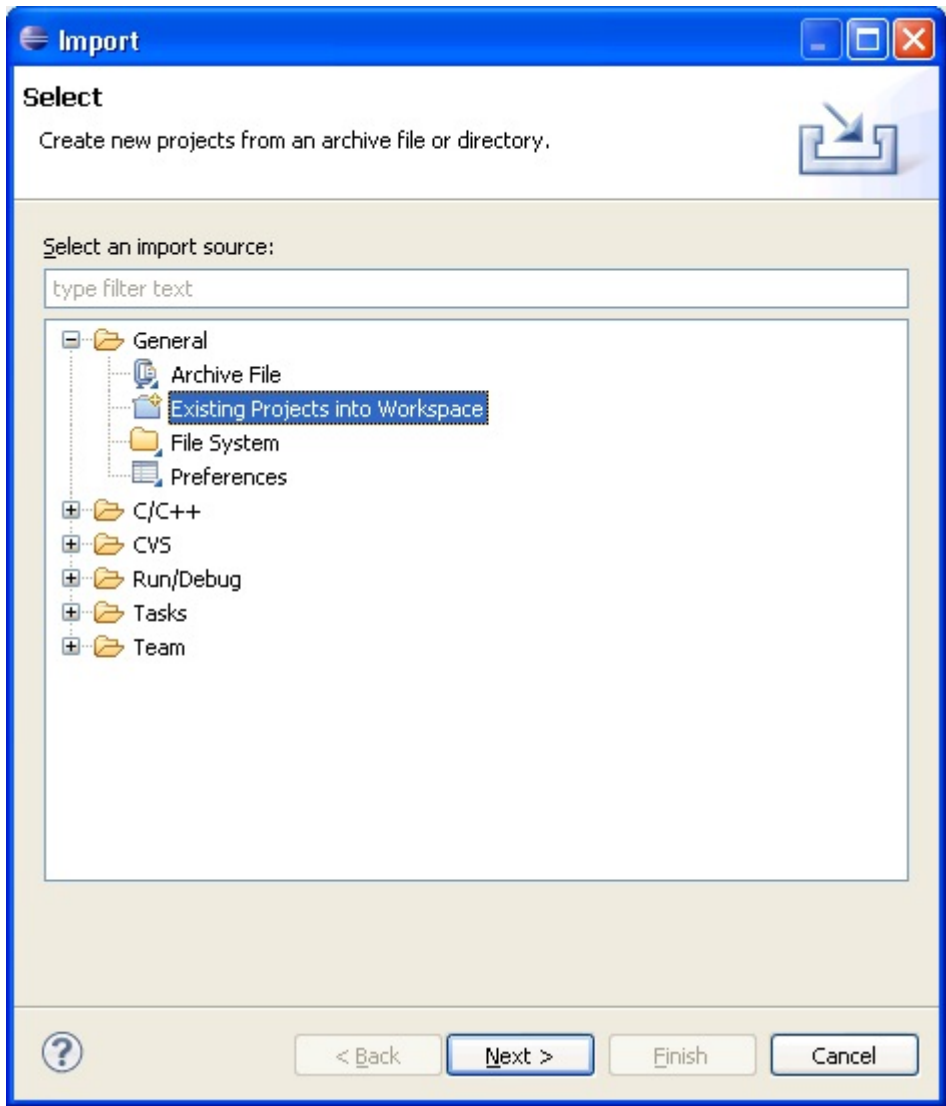 Import
Select
Create new projects from an archive file or directory.
Select an import source:
type filter text
General
Archive File
Existing Projects into Workspace
File System
Preferences
C/C++
CVS
Run/Debug
Tasks
Team
? < Back Next > Finish Cancel